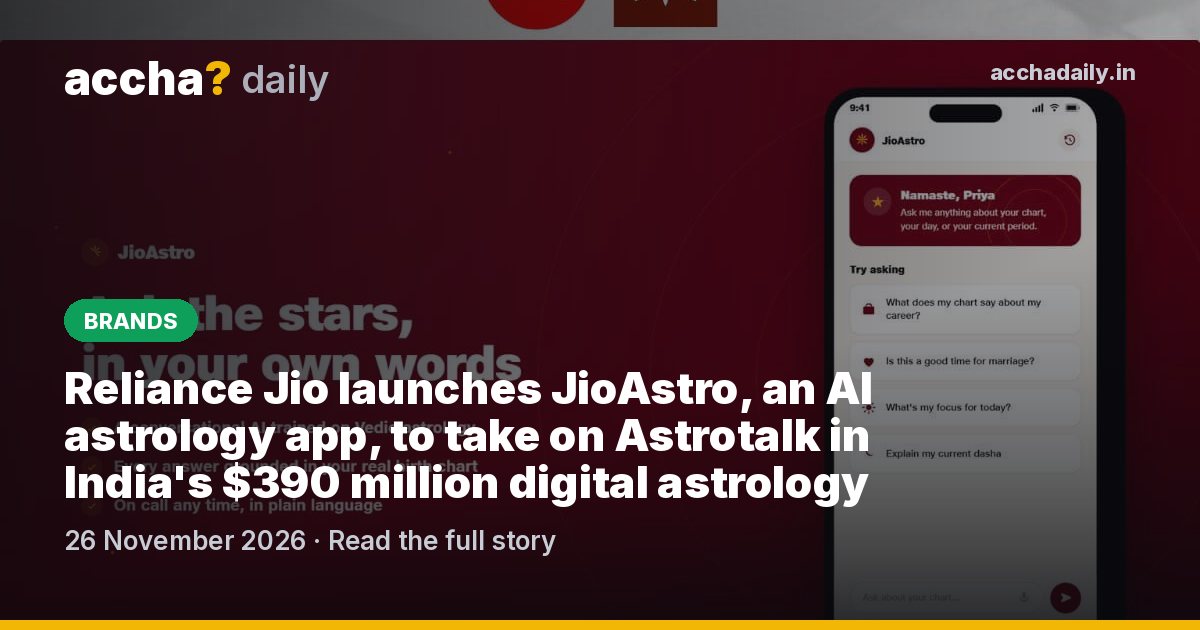 accha? daily
acchadaily.in
9:41
JioAstro
Namaste, Priya
Ask me anything about your chart,
your day, or your current period.
Try asking
What does my chart say about my
career?
Is this a good time for marriage?
What's my focus for today?
Explain my current dasha
Ask about your chart...
JioAstro
the stars,
in your own words
BRANDS
Reliance Jio launches JioAstro, an AI
astrology app, to take on Astrotalk in
India's $390 million digital astrology
On call any time, in plain language
26 November 2026 · Read the full story